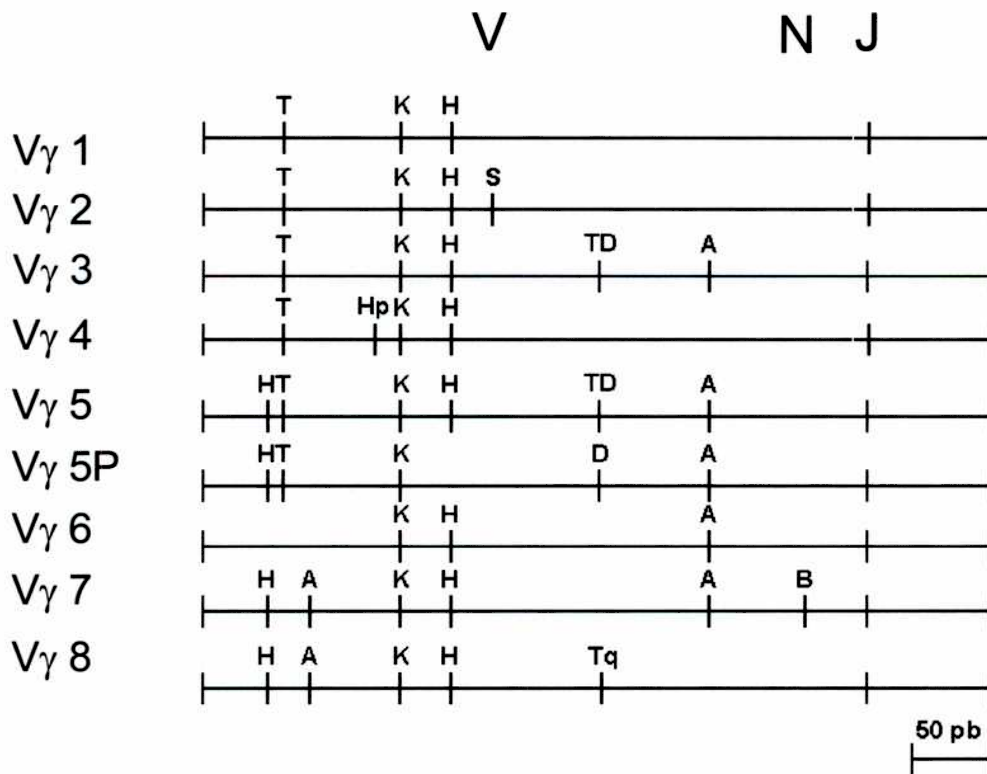 V N J
T K H
Vγ 1
T K H S
Vγ 2
T K H TD A
Vγ 3
T Hp K H
Vγ 4
HT K H TD A
Vγ 5
HT K D A
Vγ 5P
K H A
Vγ 6
H A K H A B
Vγ 7
H A K H Tq
Vγ 8
50 pb